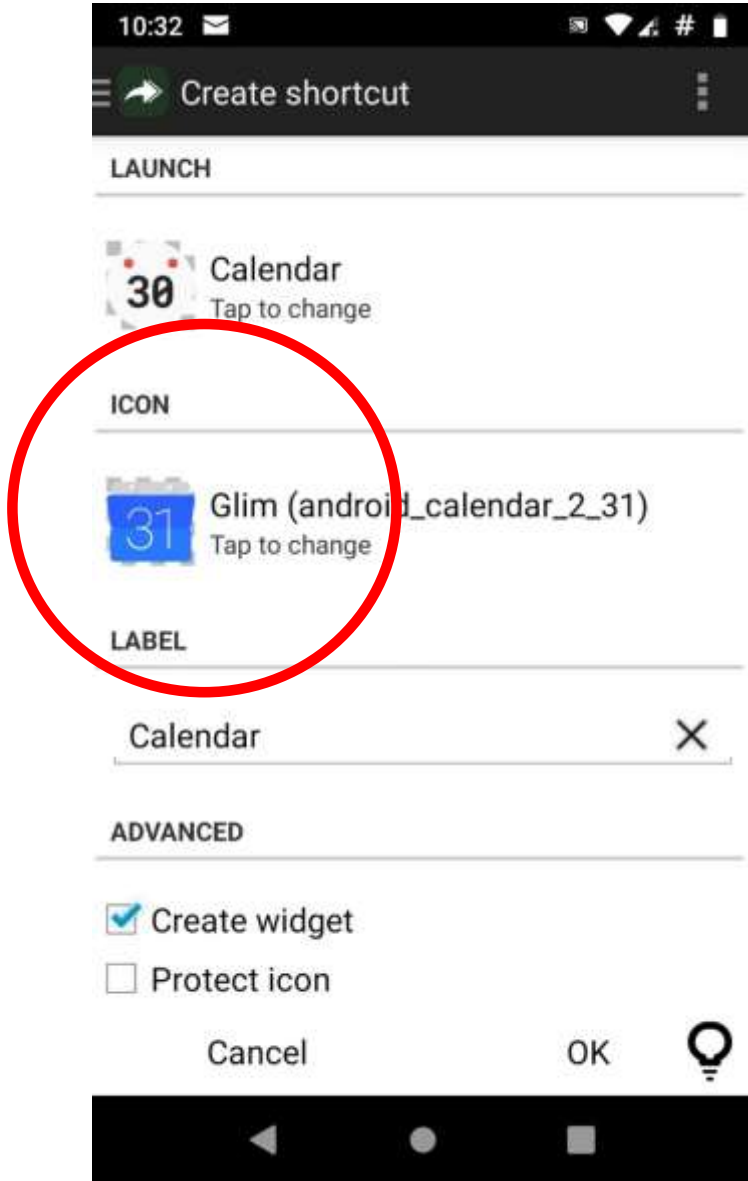 10:32
#
Create shortcut
LAUNCH
30
Calendar
Tap to change
ICON
31
Glim (android_calendar_2_31)
Tap to change
LABEL
Calendar
ADVANCED
Create widget
Protect icon
Cancel OK